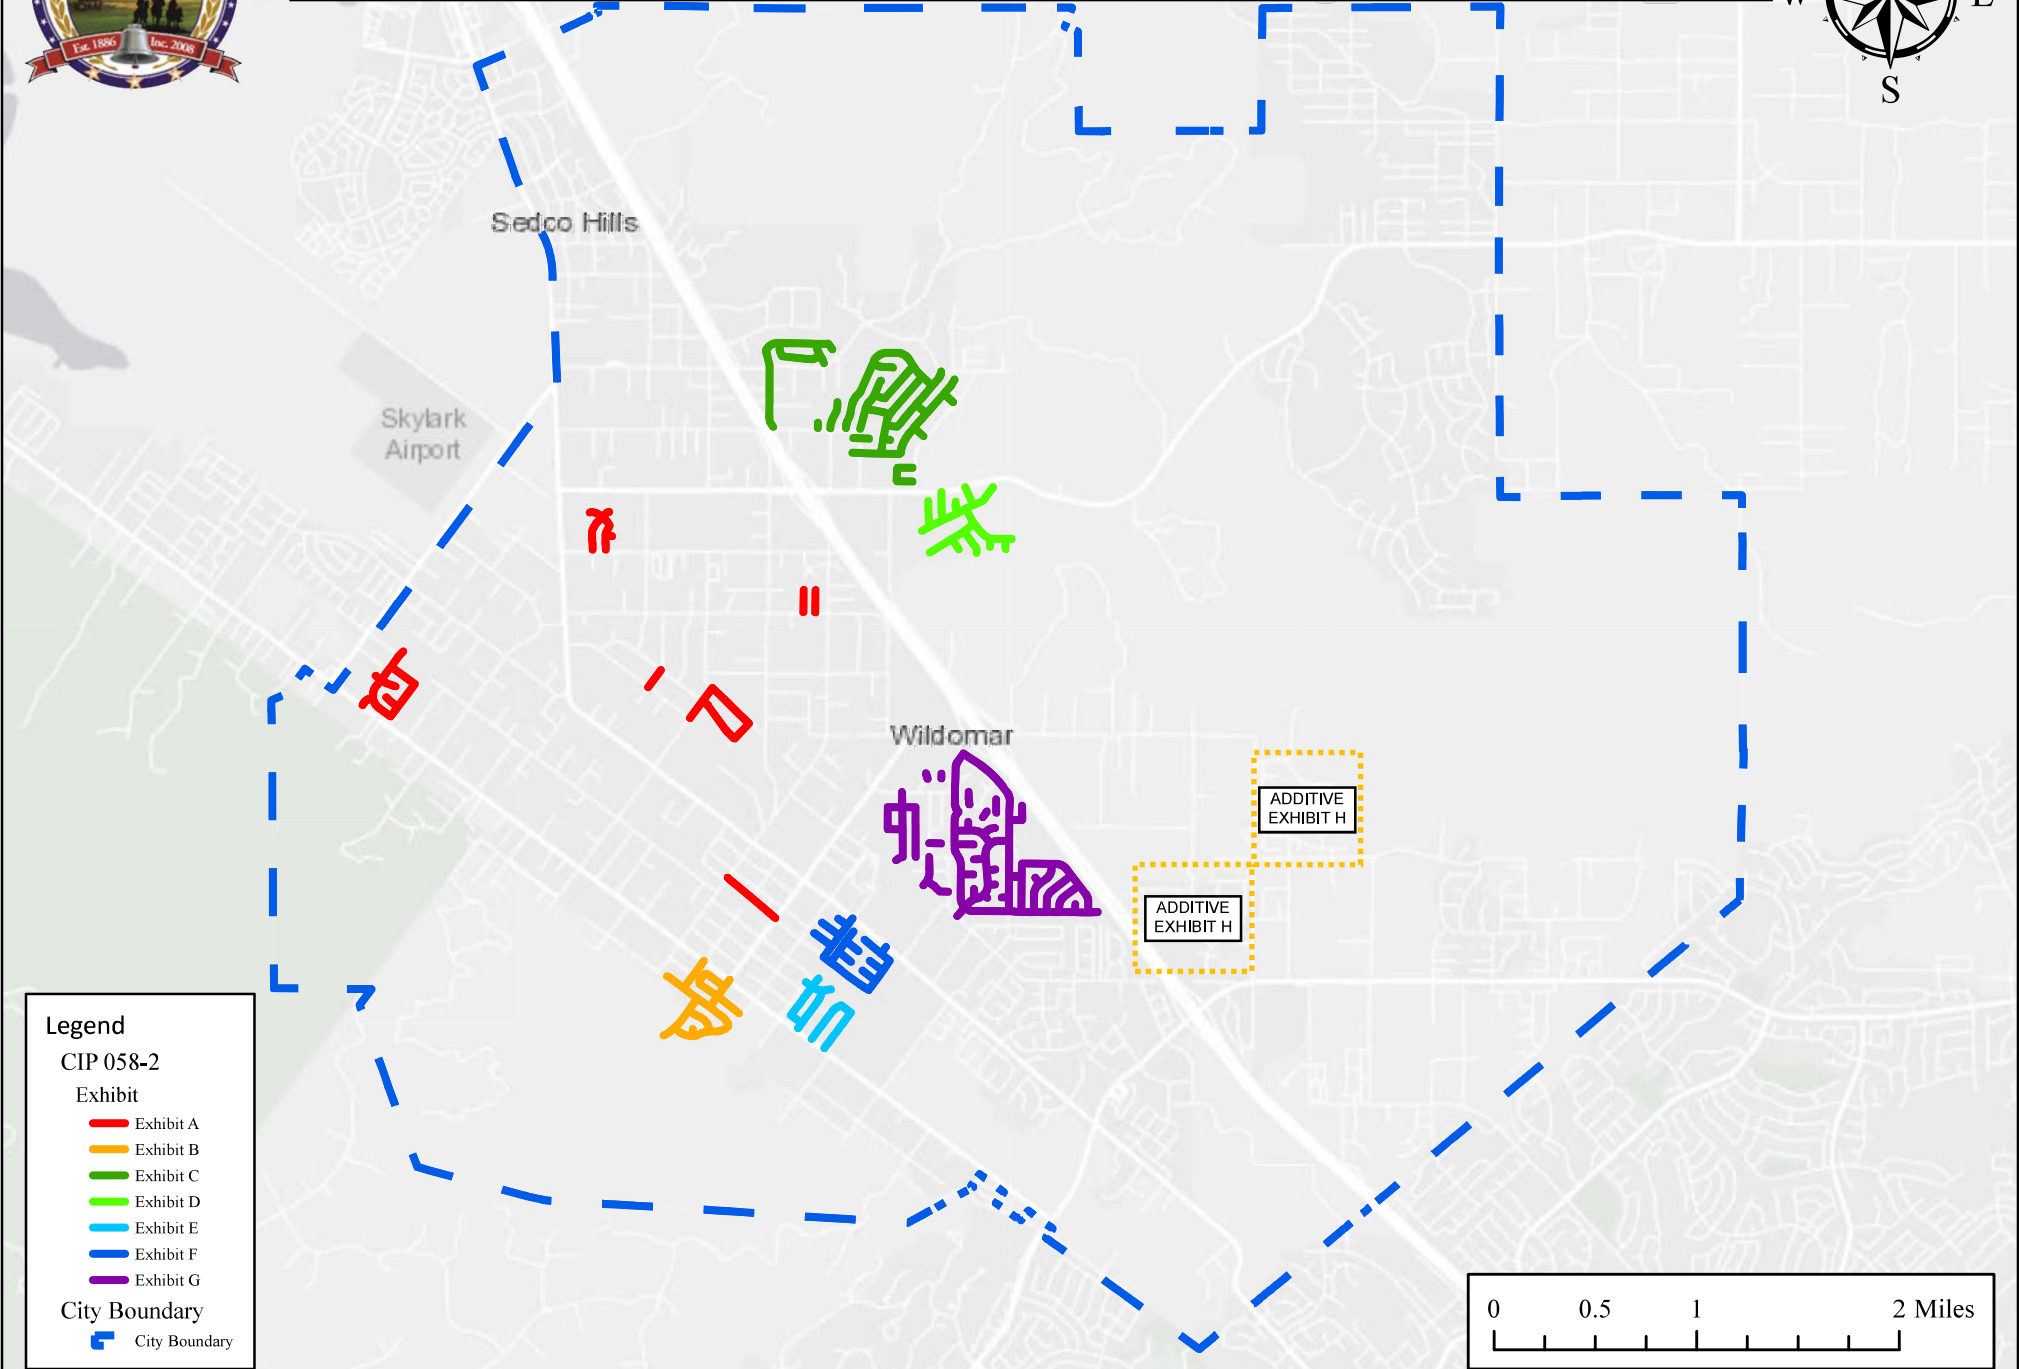 Est. 1886 Inc. 2008
S
Sedco Hills
Skylark
Airport
Wildomar
ADDITIVE
EXHIBIT H
ADDITIVE
EXHIBIT H
Legend
CIP 058-2
Exhibit
Exhibit A
Exhibit B
Exhibit C
Exhibit D
Exhibit E
Exhibit F
Exhibit G
City Boundary
City Boundary
0 0.5 1 2 Miles